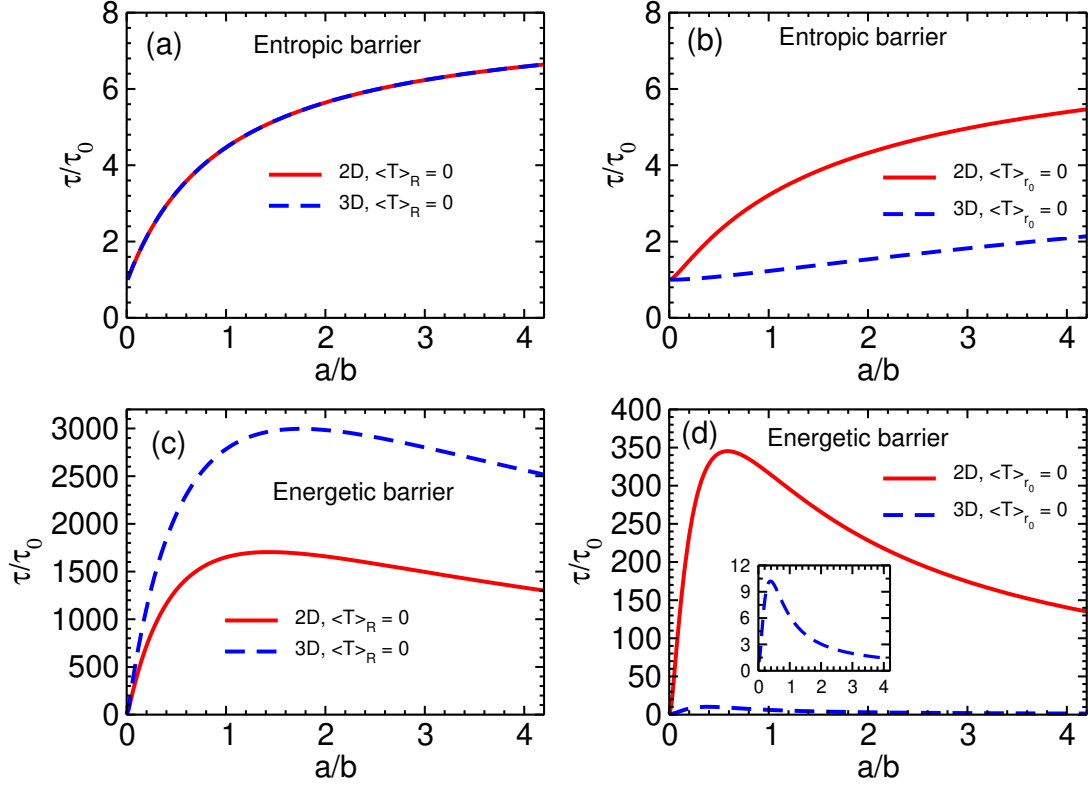 (a) Entropic barrier
8
6
4
2
0
τ/τ0
2D, <T>R = 0
3D, <T>R = 0
0 1 2 3 4
a/b
(b) Entropic barrier
8
6
4
2
0
τ/τ0
2D, <T>r0 = 0
3D, <T>r0 = 0
0 1 2 3 4
a/b
(c)
Energetic barrier
3000
2500
2000
1500
1000
500
0
τ/τ0
2D, <T>R = 0
3D, <T>R = 0
0 1 2 3 4
a/b
(d) Energetic barrier
400
350
300
250
200
150
100
50
0
τ/τ0
2D, <T>r0 = 0
3D, <T>r0 = 0
12
9
6
3
0
0 1 2 3 4
0 1 2 3 4
a/b